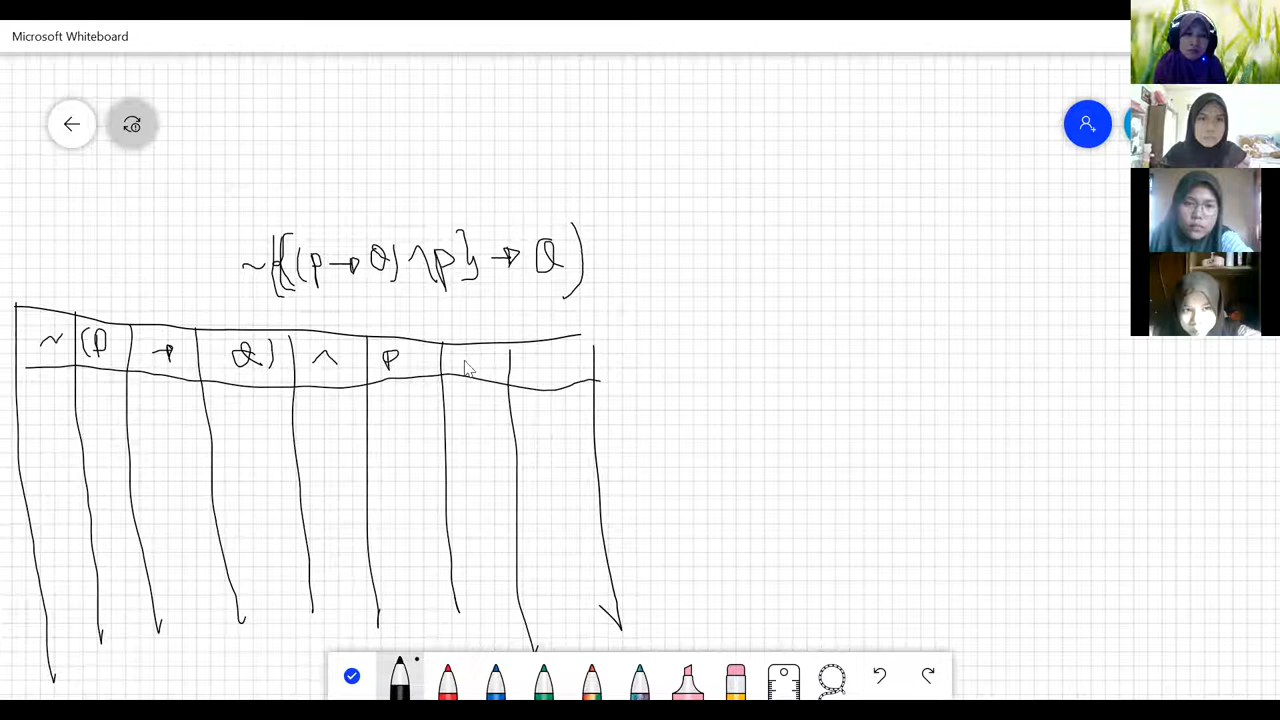 Microsoft Whiteboard
~{{(p → Q) ^ p} → Q)
~ (P → Q) ^ P